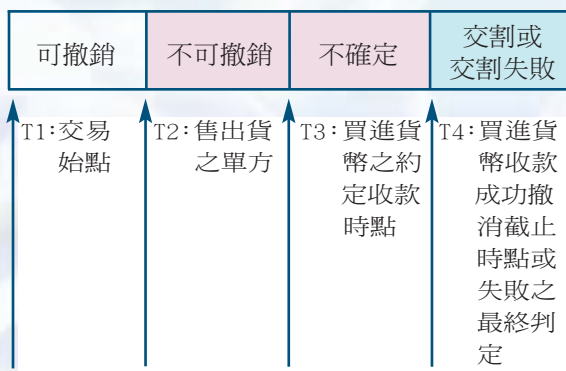 可撤銷
不可撤銷
不確定
交割或
交割失敗
T1:交易
始點
T2:售出貨
之單方
T3:買進貨
幣之約
定收款
時點
T4:買進貨
幣收款
成功撤
消截止
時點或
失敗之
最終判
定